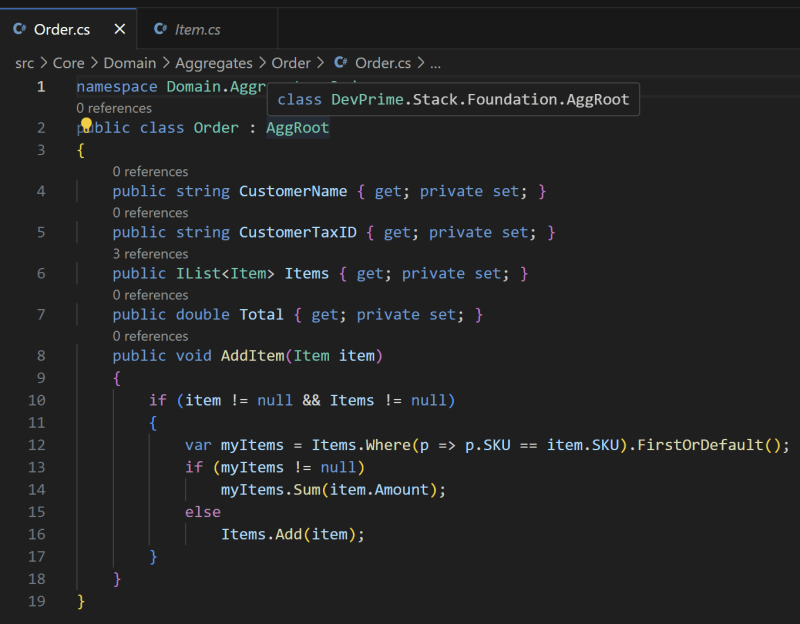 Order.cs
Item.cs
src > Core > Domain > Aggregates > Order > Order.cs > ...
1 namespace Domain.Aggr
class DevPrime.Stack.Foundation.AggRoot
0 references
2 public class Order : AggRoot
3 {
0 references
4 public string CustomerName { get; private set; }
0 references
5 public string CustomerTaxID { get; private set; }
3 references
6 public IList<Item> Items { get; private set; }
0 references
7 public double Total { get; private set; }
0 references
8 public void AddItem(Item item)
9 {
10 if (item != null && Items != null)
11 {
12 var myItems = Items.Where(p => p.SKU == item.SKU).FirstOrDefault();
13 if (myItems != null)
14 myItems.Sum(item.Amount);
15 else
16 Items.Add(item);
17 }
18 }
19 }